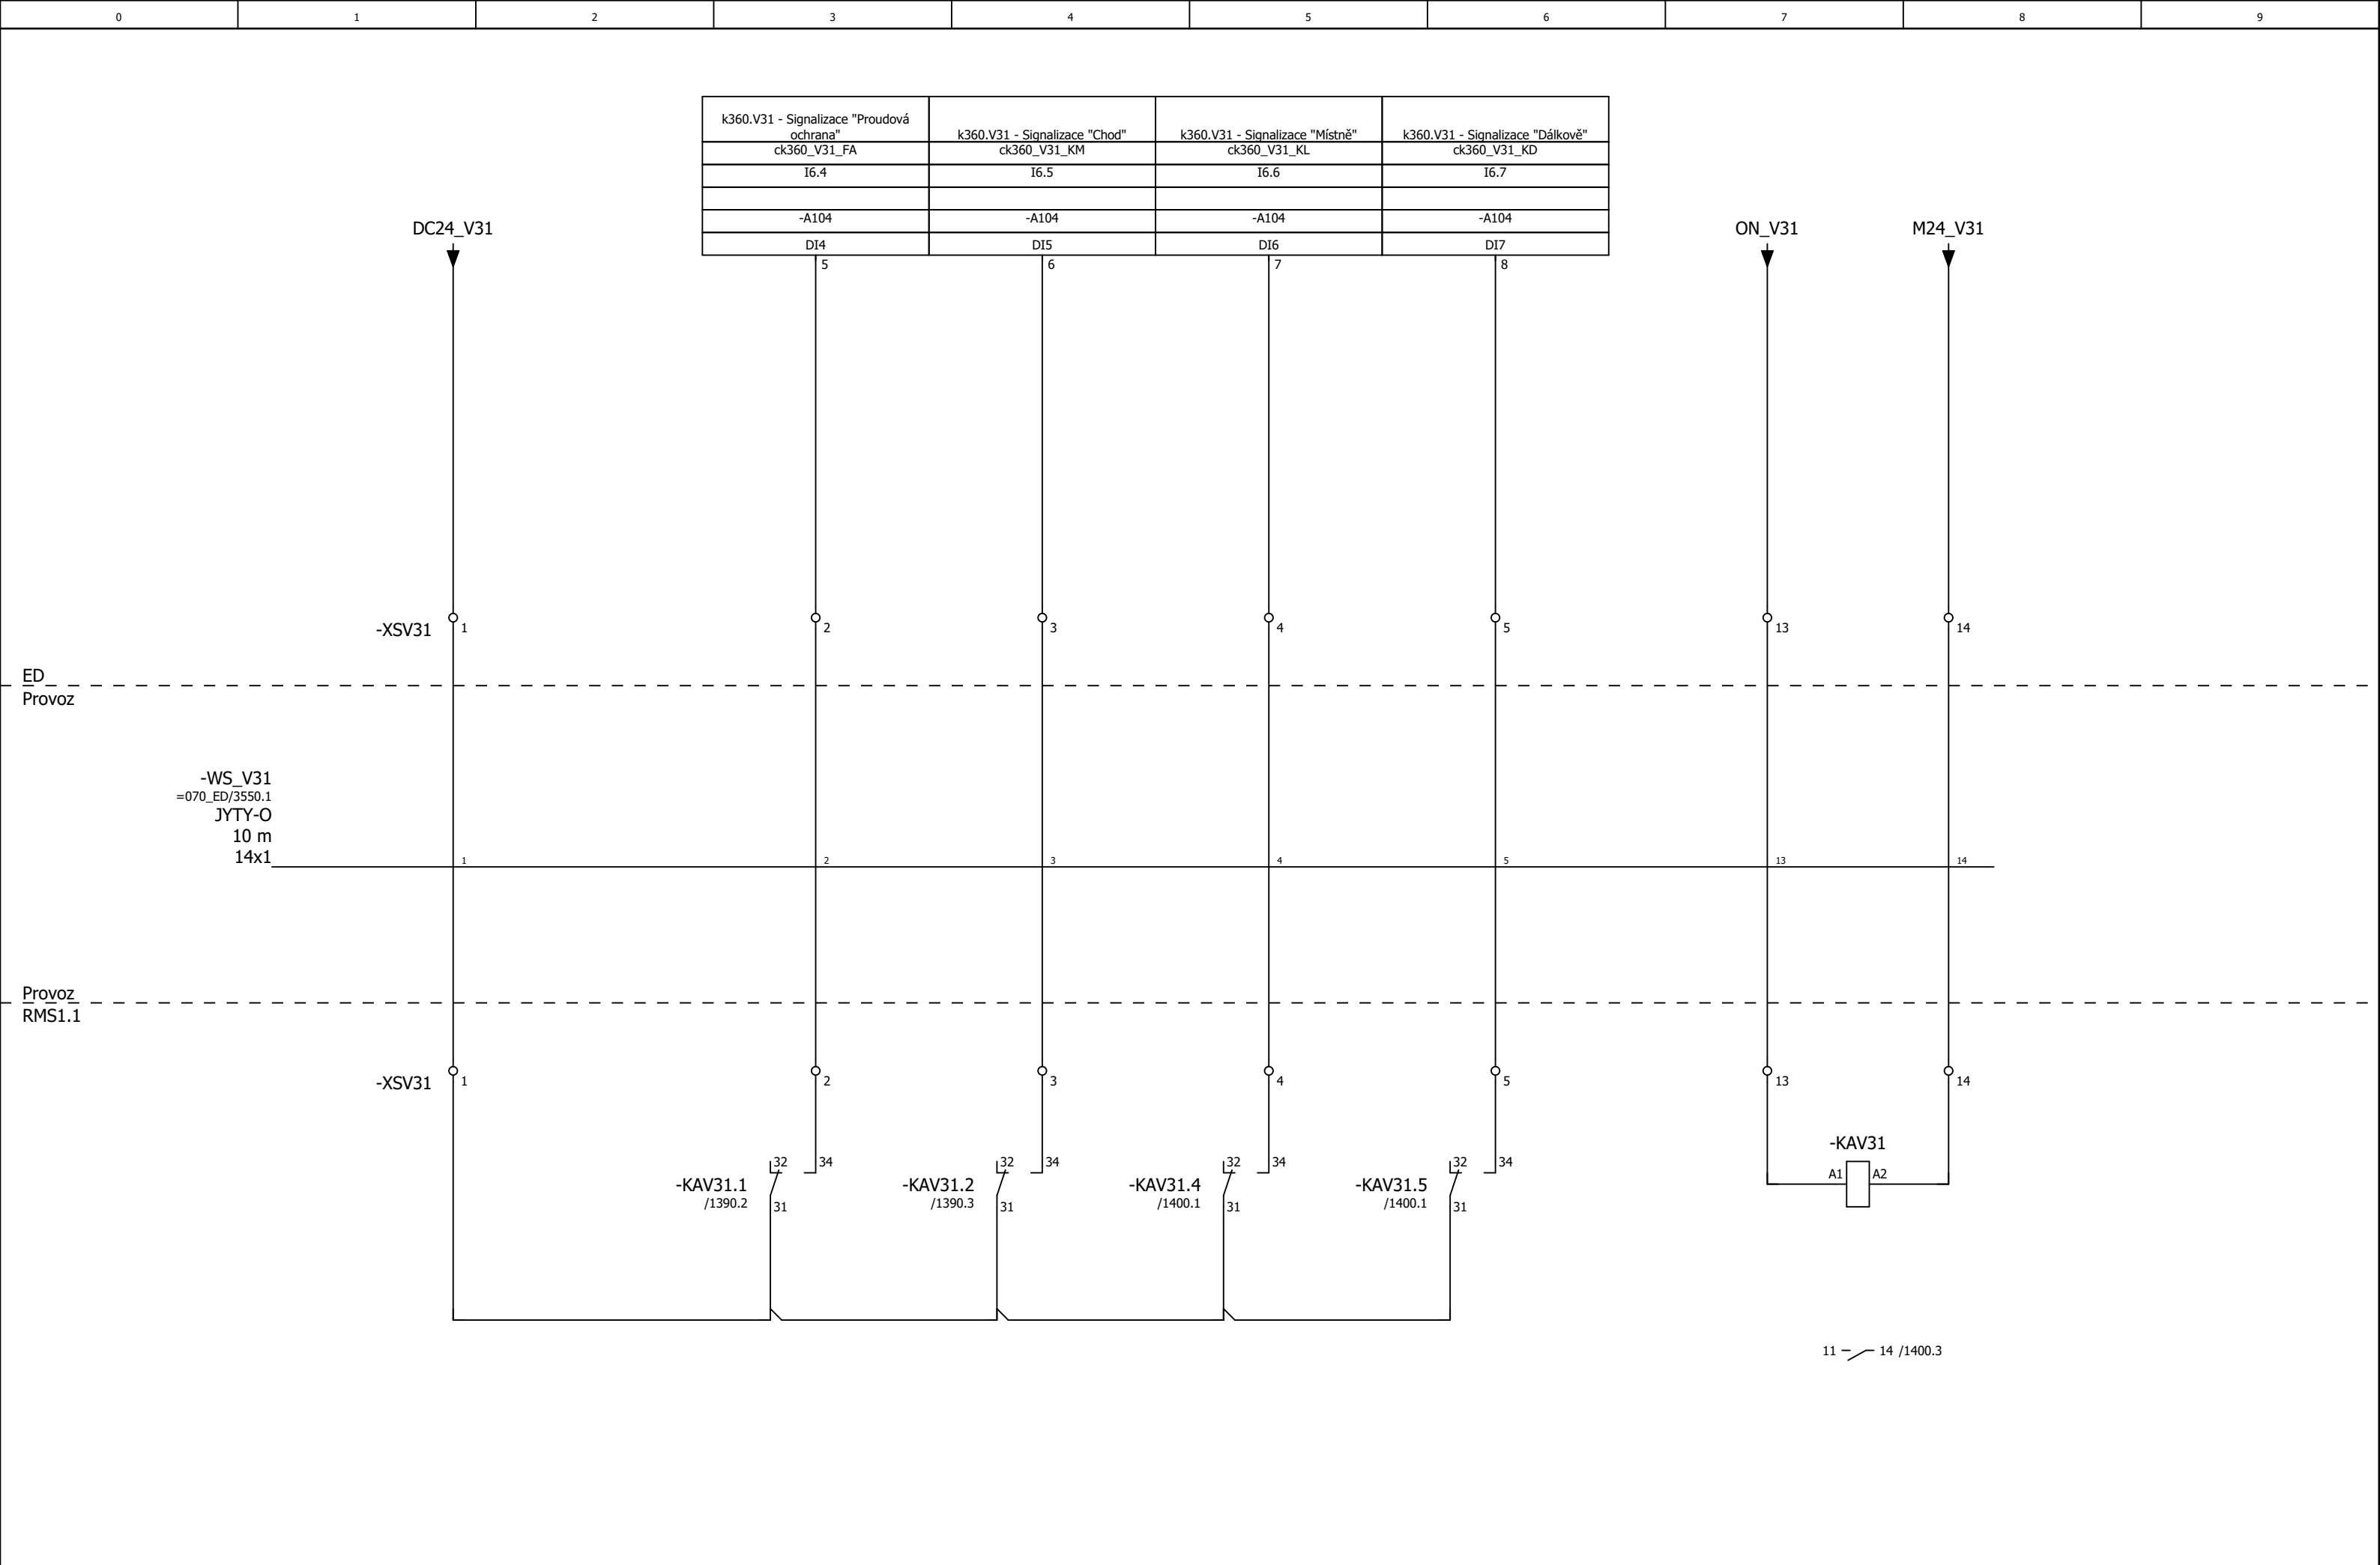 0 1 2 3 4 5 6 7 8 9
k360.V31 - Signalizace "Proudová
ochrana"
k360.V31 - Signalizace "Chod"
k360.V31 - Signalizace "Místně"
k360.V31 - Signalizace "Dálkově"
ck360_V31_FA ck360_V31_KM ck360_V31_KL ck360_V31_KD
I6.4 I6.5 I6.6 I6.7
-A104 -A104 -A104 -A104
DC24_V31 ON_V31 M24_V31
DI4 DI5 DI6 DI7
5 6 7 8
-XSV31 1 2 3 4 5 13 14
ED
Provoz
-WS_V31
=070_ED/3550.1
JYTY-O
10 m
14x1
1 2 3 4 5 13 14
Provoz
RMS1.1
-XSV31 1 2 3 4 5 13 14
-KAV31
32 34 32 34 32 34 32 34
A1 A2
-KAV31.1 -KAV31.2 -KAV31.4 -KAV31.5
/1390.2 31 /1390.3 31 /1400.1 31 /1400.1 31
11 14 /1400.3